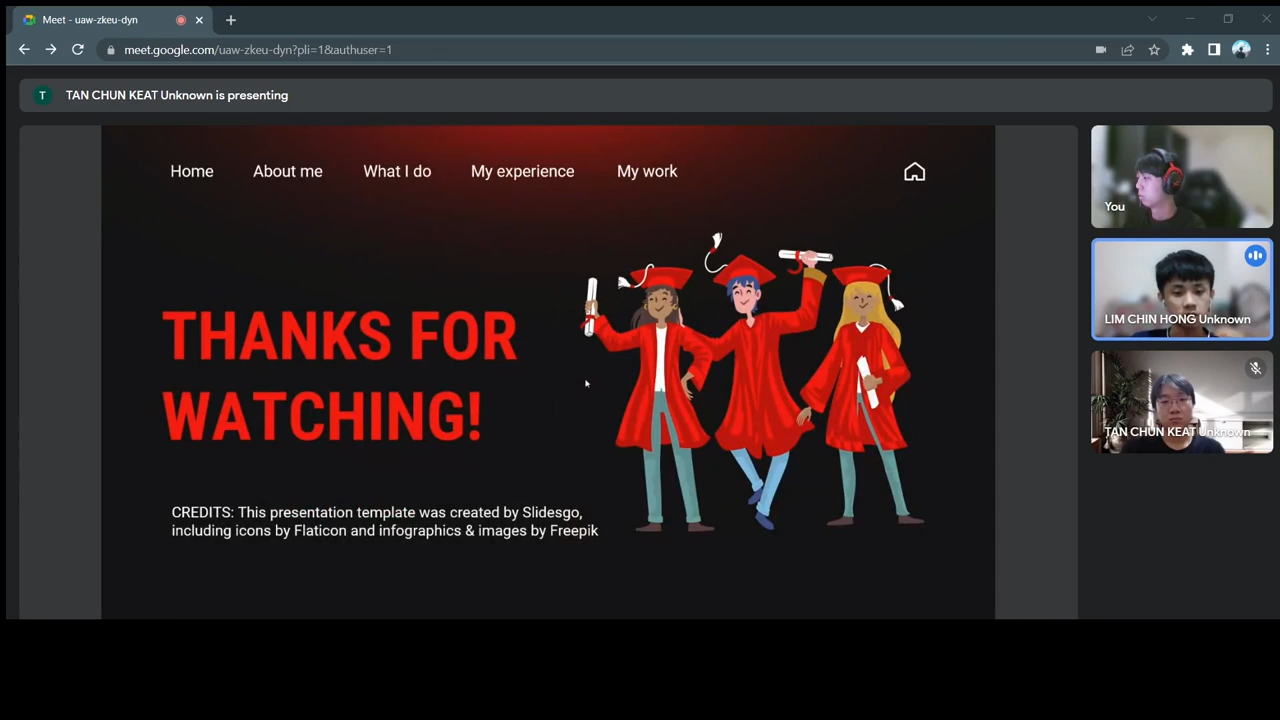 Meet - uaw-zkeu-dyn
meet.google.com/uaw-zkeu-dyn?pli=1&authuser=1
T
TAN CHUN KEAT Unknown is presenting
Home
About me
What I do
My experience
My work
THANKS FOR
WATCHING!
CREDITS: This presentation template was created by Slidesgo,
including icons by Flaticon and infographics & images by Freepik
You
LIM CHIN HONG Unknown
TAN CHUN KEAT Unknown